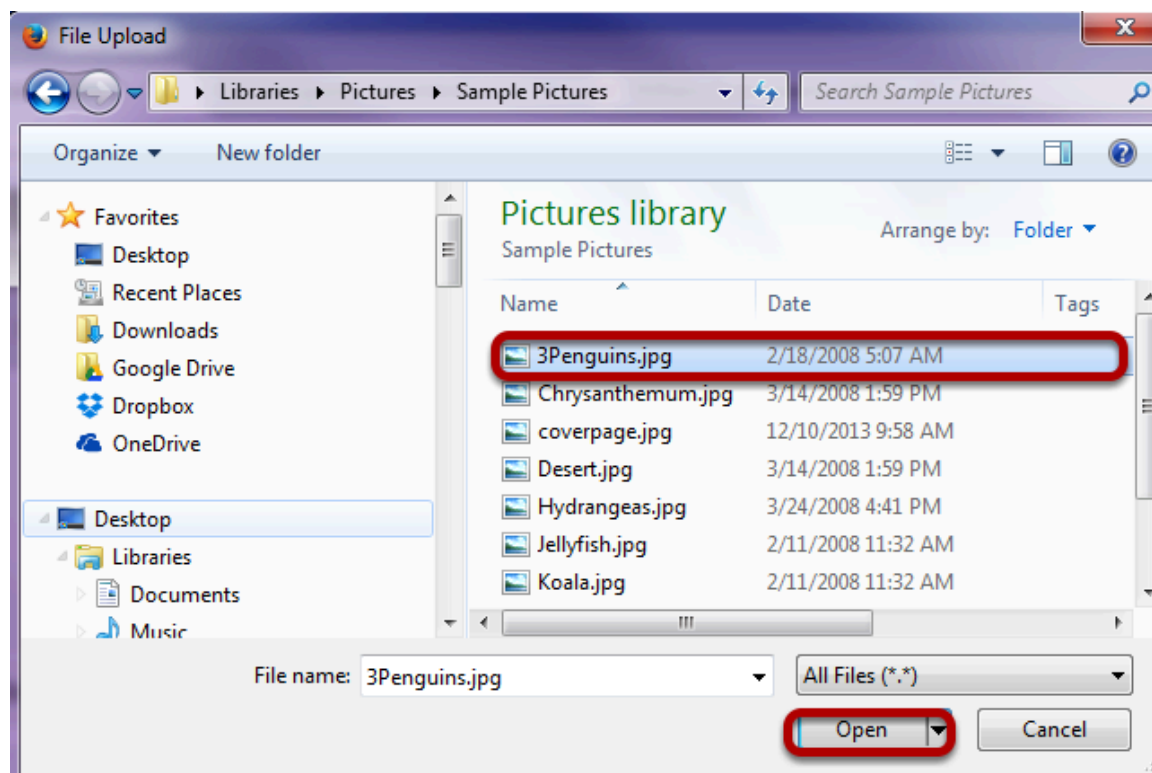 File Upload
Libraries Pictures Sample Pictures
Search Sample Pictures
Organize New folder
Favorites
Desktop
Recent Places
Downloads
Google Drive
Dropbox
OneDrive
Desktop
Libraries
Documents
Music
Pictures library
Sample Pictures
Arrange by: Folder
Name Date Tags
3Penguins.jpg 2/18/2008 5:07 AM
Chrysanthemum.jpg 3/14/2008 1:59 PM
coverpage.jpg 12/10/2013 9:58 AM
Desert.jpg 3/14/2008 1:59 PM
Hydrangeas.jpg 3/24/2008 4:41 PM
Jellyfish.jpg 2/11/2008 11:32 AM
Koala.jpg 2/11/2008 11:32 AM
File name: 3Penguins.jpg All Files (*.*)
Open Cancel